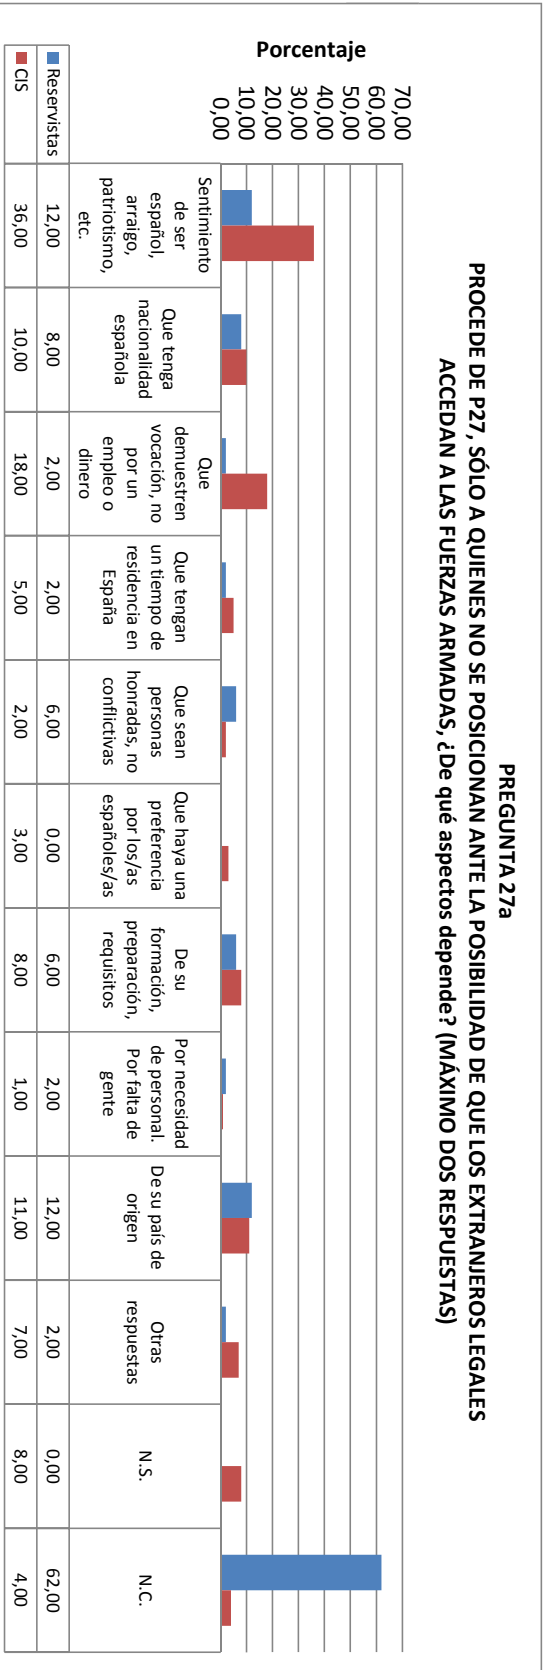 PREGUNTA 27a
PROCEDE DE P27, SÓLO A QUIENES NO SE POSICIONAN ANTE LA POSIBILIDAD DE QUE LOS EXTRANJEROS LEGALES
ACCEDAN A LAS FUERZAS ARMADAS, ¿De qué aspectos depende? (MÁXIMO DOS RESPUESTAS)
Porcentaje
70,00
60,00
50,00
40,00
30,00
20,00
10,00
0,00
Sentimiento
de ser
español,
arraigo,
patriotismo,
etc.
Que tenga
nacionalidad
española
Que
demuestren
vocación, no
por un
empleo o
dinero
Que tengan
un tiempo de
residencia en
España
Que sean
personas
honradas, no
conflictivas
Que haya una
preferencia
por los/as
españoles/as
De su
formación,
preparación,
requisitos
Por necesidad
de personal.
Por falta de
gente
De su país de
origen
Otras
respuestas
N.S.
N.C.
Reservistas 12,00 8,00 2,00 2,00 6,00 0,00 6,00 2,00 12,00 2,00 0,00 62,00
CIS 36,00 10,00 18,00 5,00 2,00 3,00 8,00 1,00 11,00 7,00 8,00 4,00